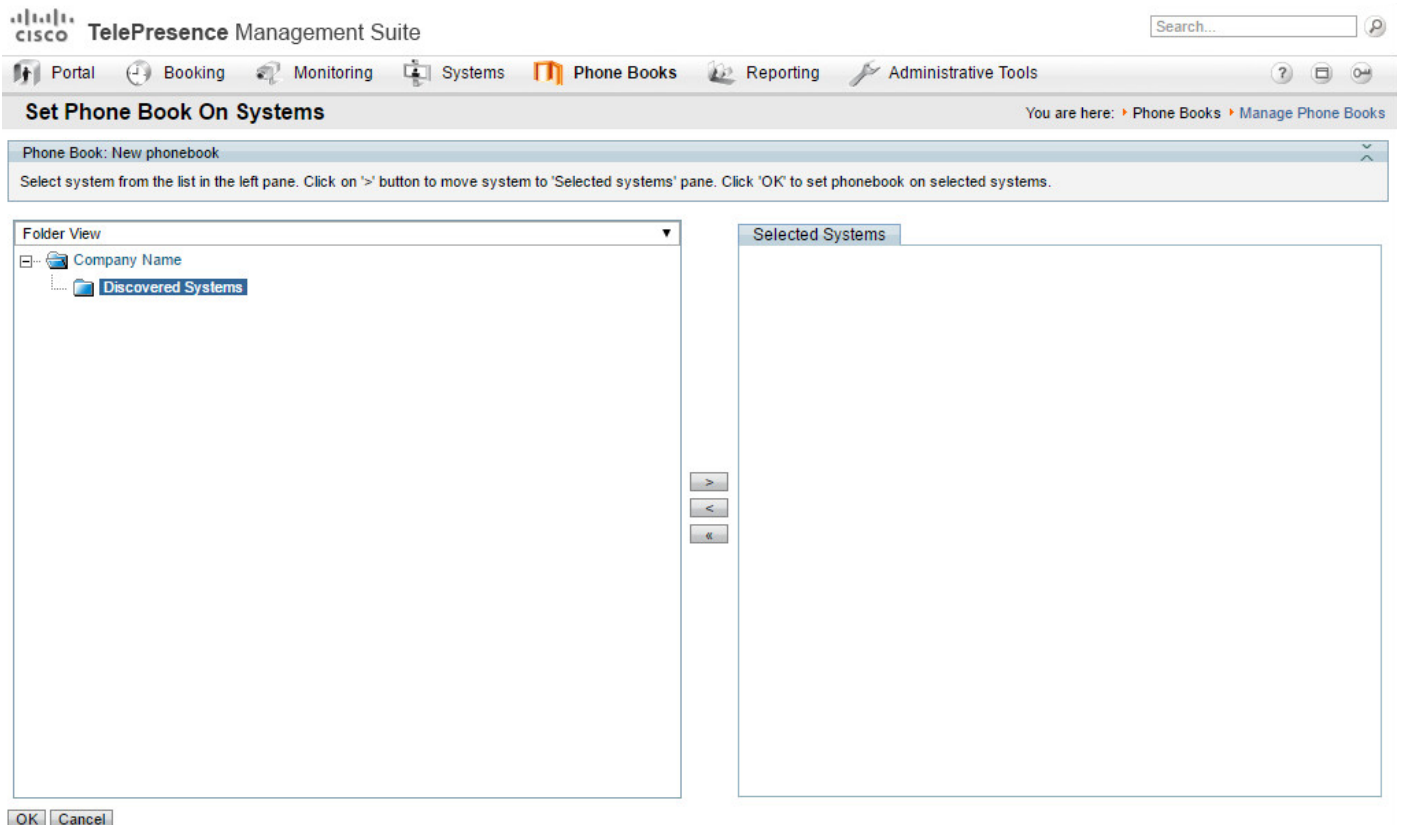 CISCO TelePresence Management Suite
Search...
Portal Booking Monitoring Systems Phone Books Reporting Administrative Tools ?
Set Phone Book On Systems
You are here: Phone Books Manage Phone Books
Phone Book: New phonebook
Select system from the list in the left pane. Click on '>' button to move system to 'Selected systems' pane. Click 'OK' to set phonebook on selected systems.
Folder View
Selected Systems
Company Name
Discovered Systems
>
<
«
OK Cancel